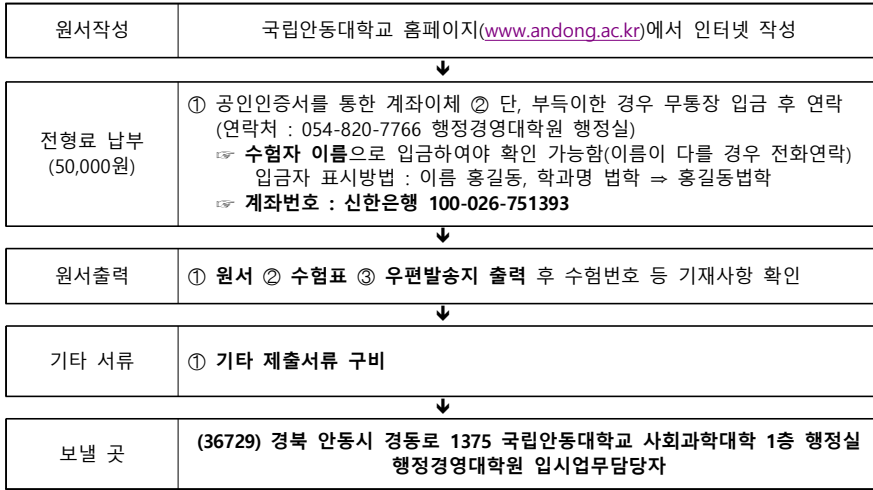 원서작성
국립안동대학교 홈페이지(www.andong.ac.kr)에서 인터넷 작성
🡻
전형료 납부
(50,000원)
① 공인인증서를 통한 계좌이체 ② 단, 부득이한 경우 무통장 입금 후 연락
(연락처 : 054-820-7766 행정경영대학원 행정실)
☞ 수험자 이름으로 입금하여야 확인 가능함(이름이 다를 경우 전화연락)
입금자 표시방법 : 이름 홍길동, 학과명 법학 ⇒ 홍길동법학
☞ 계좌번호 : 신한은행 100-026-751393
🡻
원서출력
① 원서 ② 수험표 ③ 우편발송지 출력 후 수험번호 등 기재사항 확인
🡻
기타 서류
① 기타 제출서류 구비
🡻
보낼 곳
(36729) 경북 안동시 경동로 1375 국립안동대학교 사회과학대학 1층 행정실
행정경영대학원 입시업무담당자